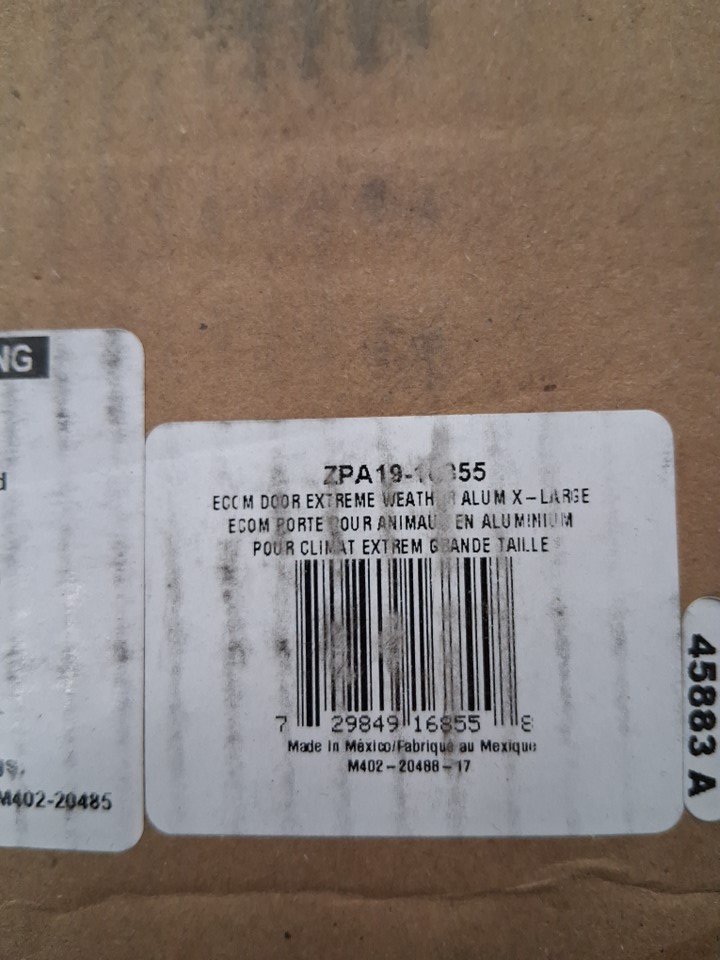 NG
d
M402-20485
ZPA19-16855
ECOM DOOR EXTREME WEATHER ALUM X-LARGE
ECOM PORTE POUR ANIMAUX EN ALUMINIUM
POUR CLIMAT EXTREM GRANDE TAILLE
7 29849 16855 8
Made in México/Fabriqué au Mexique
M402-20486-17
45883 A